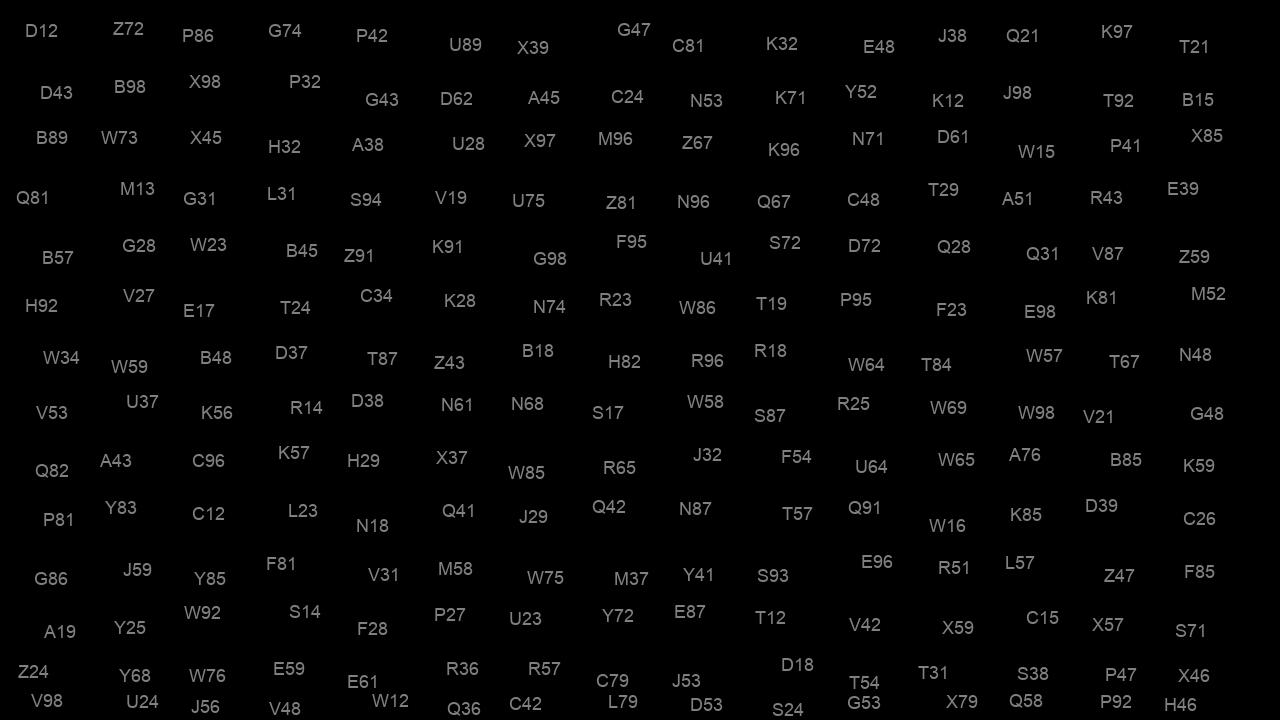 D12 Z72 P86 G74 P42 U89 X39 G47 C81 K32 E48 J38 Q21 K97 T21
D43 B98 X98 P32 G43 D62 A45 C24 N53 K71 Y52 K12 J98 T92 B15
B89 W73 X45 H32 A38 U28 X97 M96 Z67 K96 N71 D61 W15 P41 X85
Q81 M13 G31 L31 S94 V19 U75 Z81 N96 Q67 C48 T29 A51 R43 E39
B57 G28 W23 B45 Z91 K91 G98 F95 U41 S72 D72 Q28 Q31 V87 Z59
H92 V27 E17 T24 C34 K28 N74 R23 W86 T19 P95 F23 E98 K81 M52
W34 W59 B48 D37 T87 Z43 B18 H82 R96 R18 W64 T84 W57 T67 N48
V53 U37 K56 R14 D38 N61 N68 S17 W58 S87 R25 W69 W98 V21 G48
Q82 A43 C96 K57 H29 X37 W85 R65 J32 F54 U64 W65 A76 B85 K59
P81 Y83 C12 L23 N18 Q41 J29 Q42 N87 T57 Q91 W16 K85 D39 C26
G86 J59 Y85 F81 V31 M58 W75 M37 Y41 S93 E96 R51 L57 Z47 F85
A19 Y25 W92 S14 F28 P27 U23 Y72 E87 T12 V42 X59 C15 X57 S71
Z24 Y68 W76 E59 E61 R36 R57 C79 J53 D18 T54 T31 S38 P47 X46
V98 U24 J56 V48 W12 Q36 C42 L79 D53 S24 G53 X79 Q58 P92 H46